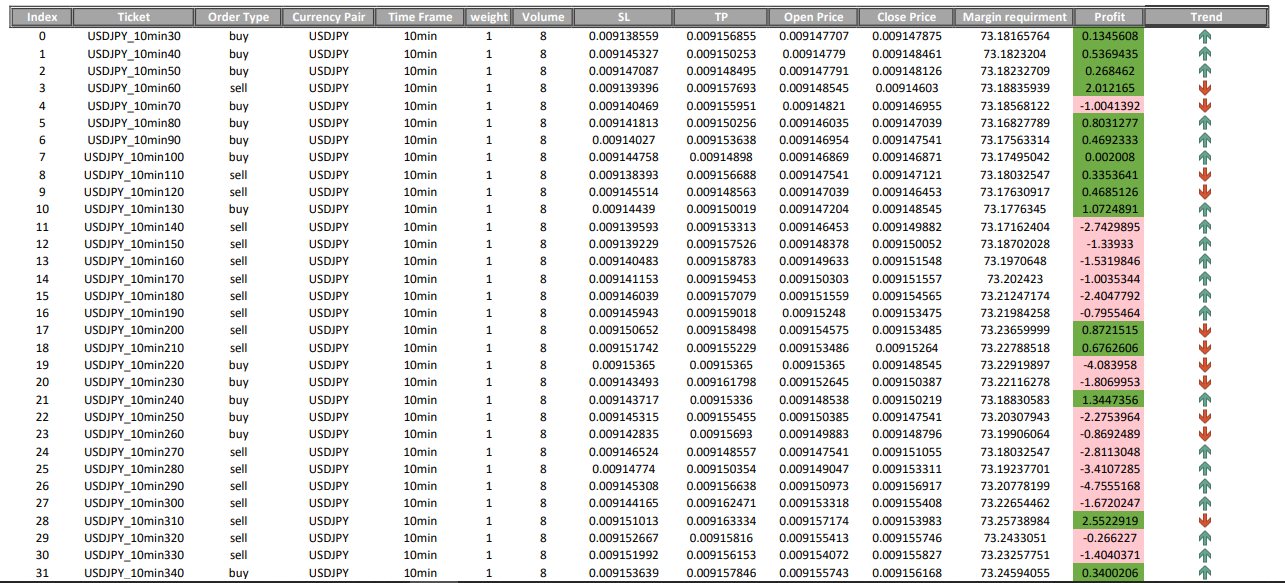 Index Ticket Order Type Currency Pair Time Frame weight Volume SL TP Open Price Close Price Margin requirment Profit Trend
0 USDJPY_10min30 buy USDJPY 10min 1 8 0.009138559 0.009156855 0.009147707 0.009147875 73.18165764 0.1345608
1 USDJPY_10min40 buy USDJPY 10min 1 8 0.009145327 0.009150253 0.00914779 0.009148461 73.1823204 0.5369435
2 USDJPY_10min50 buy USDJPY 10min 1 8 0.009147087 0.009148495 0.009147791 0.009148126 73.18232709 0.268462
3 USDJPY_10min60 sell USDJPY 10min 1 8 0.009139396 0.009157693 0.009148545 0.00914603 73.18835939 2.012165
4 USDJPY_10min70 buy USDJPY 10min 1 8 0.009140469 0.009155951 0.00914821 0.009146955 73.18568122 -1.0041392
5 USDJPY_10min80 buy USDJPY 10min 1 8 0.009141813 0.009150256 0.009146035 0.009147039 73.16827789 0.8031277
6 USDJPY_10min90 buy USDJPY 10min 1 8 0.00914027 0.009153638 0.009146954 0.009147541 73.17563314 0.4692333
7 USDJPY_10min100 buy USDJPY 10min 1 8 0.009144758 0.00914898 0.009146869 0.009146871 73.17495042 0.002008
8 USDJPY_10min110 sell USDJPY 10min 1 8 0.009138393 0.009156688 0.009147541 0.009147121 73.18032547 0.3353641
9 USDJPY_10min120 sell USDJPY 10min 1 8 0.009145514 0.009148563 0.009147039 0.009146453 73.17630917 0.4685126
10 USDJPY_10min130 buy USDJPY 10min 1 8 0.00914439 0.009150019 0.009147204 0.009148545 73.1776345 1.0724891
11 USDJPY_10min140 sell USDJPY 10min 1 8 0.009139593 0.009153313 0.009146453 0.009149882 73.17162404 -2.7429895
12 USDJPY_10min150 sell USDJPY 10min 1 8 0.009139229 0.009157526 0.009148378 0.009150052 73.18702028 -1.33933
13 USDJPY_10min160 sell USDJPY 10min 1 8 0.009140483 0.009158783 0.009149633 0.009151548 73.1970648 -1.5319846
14 USDJPY_10min170 sell USDJPY 10min 1 8 0.009141153 0.009159453 0.009150303 0.009151557 73.202423 -1.0035344
15 USDJPY_10min180 sell USDJPY 10min 1 8 0.009146039 0.009157079 0.009151559 0.009154565 73.21247174 -2.4047792
16 USDJPY_10min190 sell USDJPY 10min 1 8 0.009145943 0.009159018 0.00915248 0.009153475 73.21984258 -0.7955464
17 USDJPY_10min200 sell USDJPY 10min 1 8 0.009150652 0.009158498 0.009154575 0.009153485 73.23659999 0.8721515
18 USDJPY_10min210 sell USDJPY 10min 1 8 0.009151742 0.009155229 0.009153486 0.00915264 73.22788518 0.6762606
19 USDJPY_10min220 buy USDJPY 10min 1 8 0.00915365 0.00915365 0.00915365 0.009148545 73.22919897 -4.083958
20 USDJPY_10min230 buy USDJPY 10min 1 8 0.009143493 0.009161798 0.009152645 0.009150387 73.22116278 -1.8069953
21 USDJPY_10min240 buy USDJPY 10min 1 8 0.009143717 0.00915336 0.009148538 0.009150219 73.18830583 1.3447356
22 USDJPY_10min250 buy USDJPY 10min 1 8 0.009145315 0.009155455 0.009150385 0.009147541 73.20307943 -2.2753964
23 USDJPY_10min260 buy USDJPY 10min 1 8 0.009142835 0.00915693 0.009149883 0.009148796 73.19906064 -0.8692489
24 USDJPY_10min270 sell USDJPY 10min 1 8 0.009146524 0.009148557 0.009147541 0.009151055 73.18032547 -2.8113048
25 USDJPY_10min280 sell USDJPY 10min 1 8 0.00914774 0.009150354 0.009149047 0.009153311 73.19237701 -3.4107285
26 USDJPY_10min290 sell USDJPY 10min 1 8 0.009145308 0.009156638 0.009150973 0.009156917 73.20778199 -4.7555168
27 USDJPY_10min300 sell USDJPY 10min 1 8 0.009144165 0.009162471 0.009153318 0.009155408 73.22654462 -1.6720247
28 USDJPY_10min310 sell USDJPY 10min 1 8 0.009151013 0.009163334 0.009157174 0.009153983 73.25738984 2.5522919
29 USDJPY_10min320 sell USDJPY 10min 1 8 0.009152667 0.00915816 0.009155413 0.009155746 73.2433051 -0.266227
30 USDJPY_10min330 sell USDJPY 10min 1 8 0.009151992 0.009156153 0.009154072 0.009155827 73.23257751 -1.4040371
31 USDJPY_10min340 buy USDJPY 10min 1 8 0.009153639 0.009157846 0.009155743 0.009156168 73.24594055 0.3400206